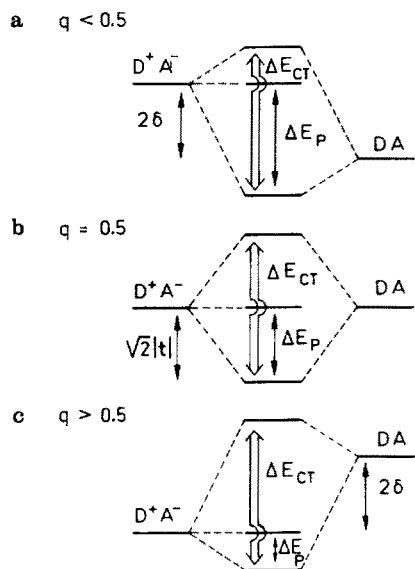 a q < 0.5
D⁺A⁻
ΔE_CT
2δ
ΔE_P
DA
b q = 0.5
D⁺A⁻
ΔE_CT
DA
√2|t|
ΔE_P
c q > 0.5
DA
ΔE_CT
D⁺A⁻
2δ
ΔE_P